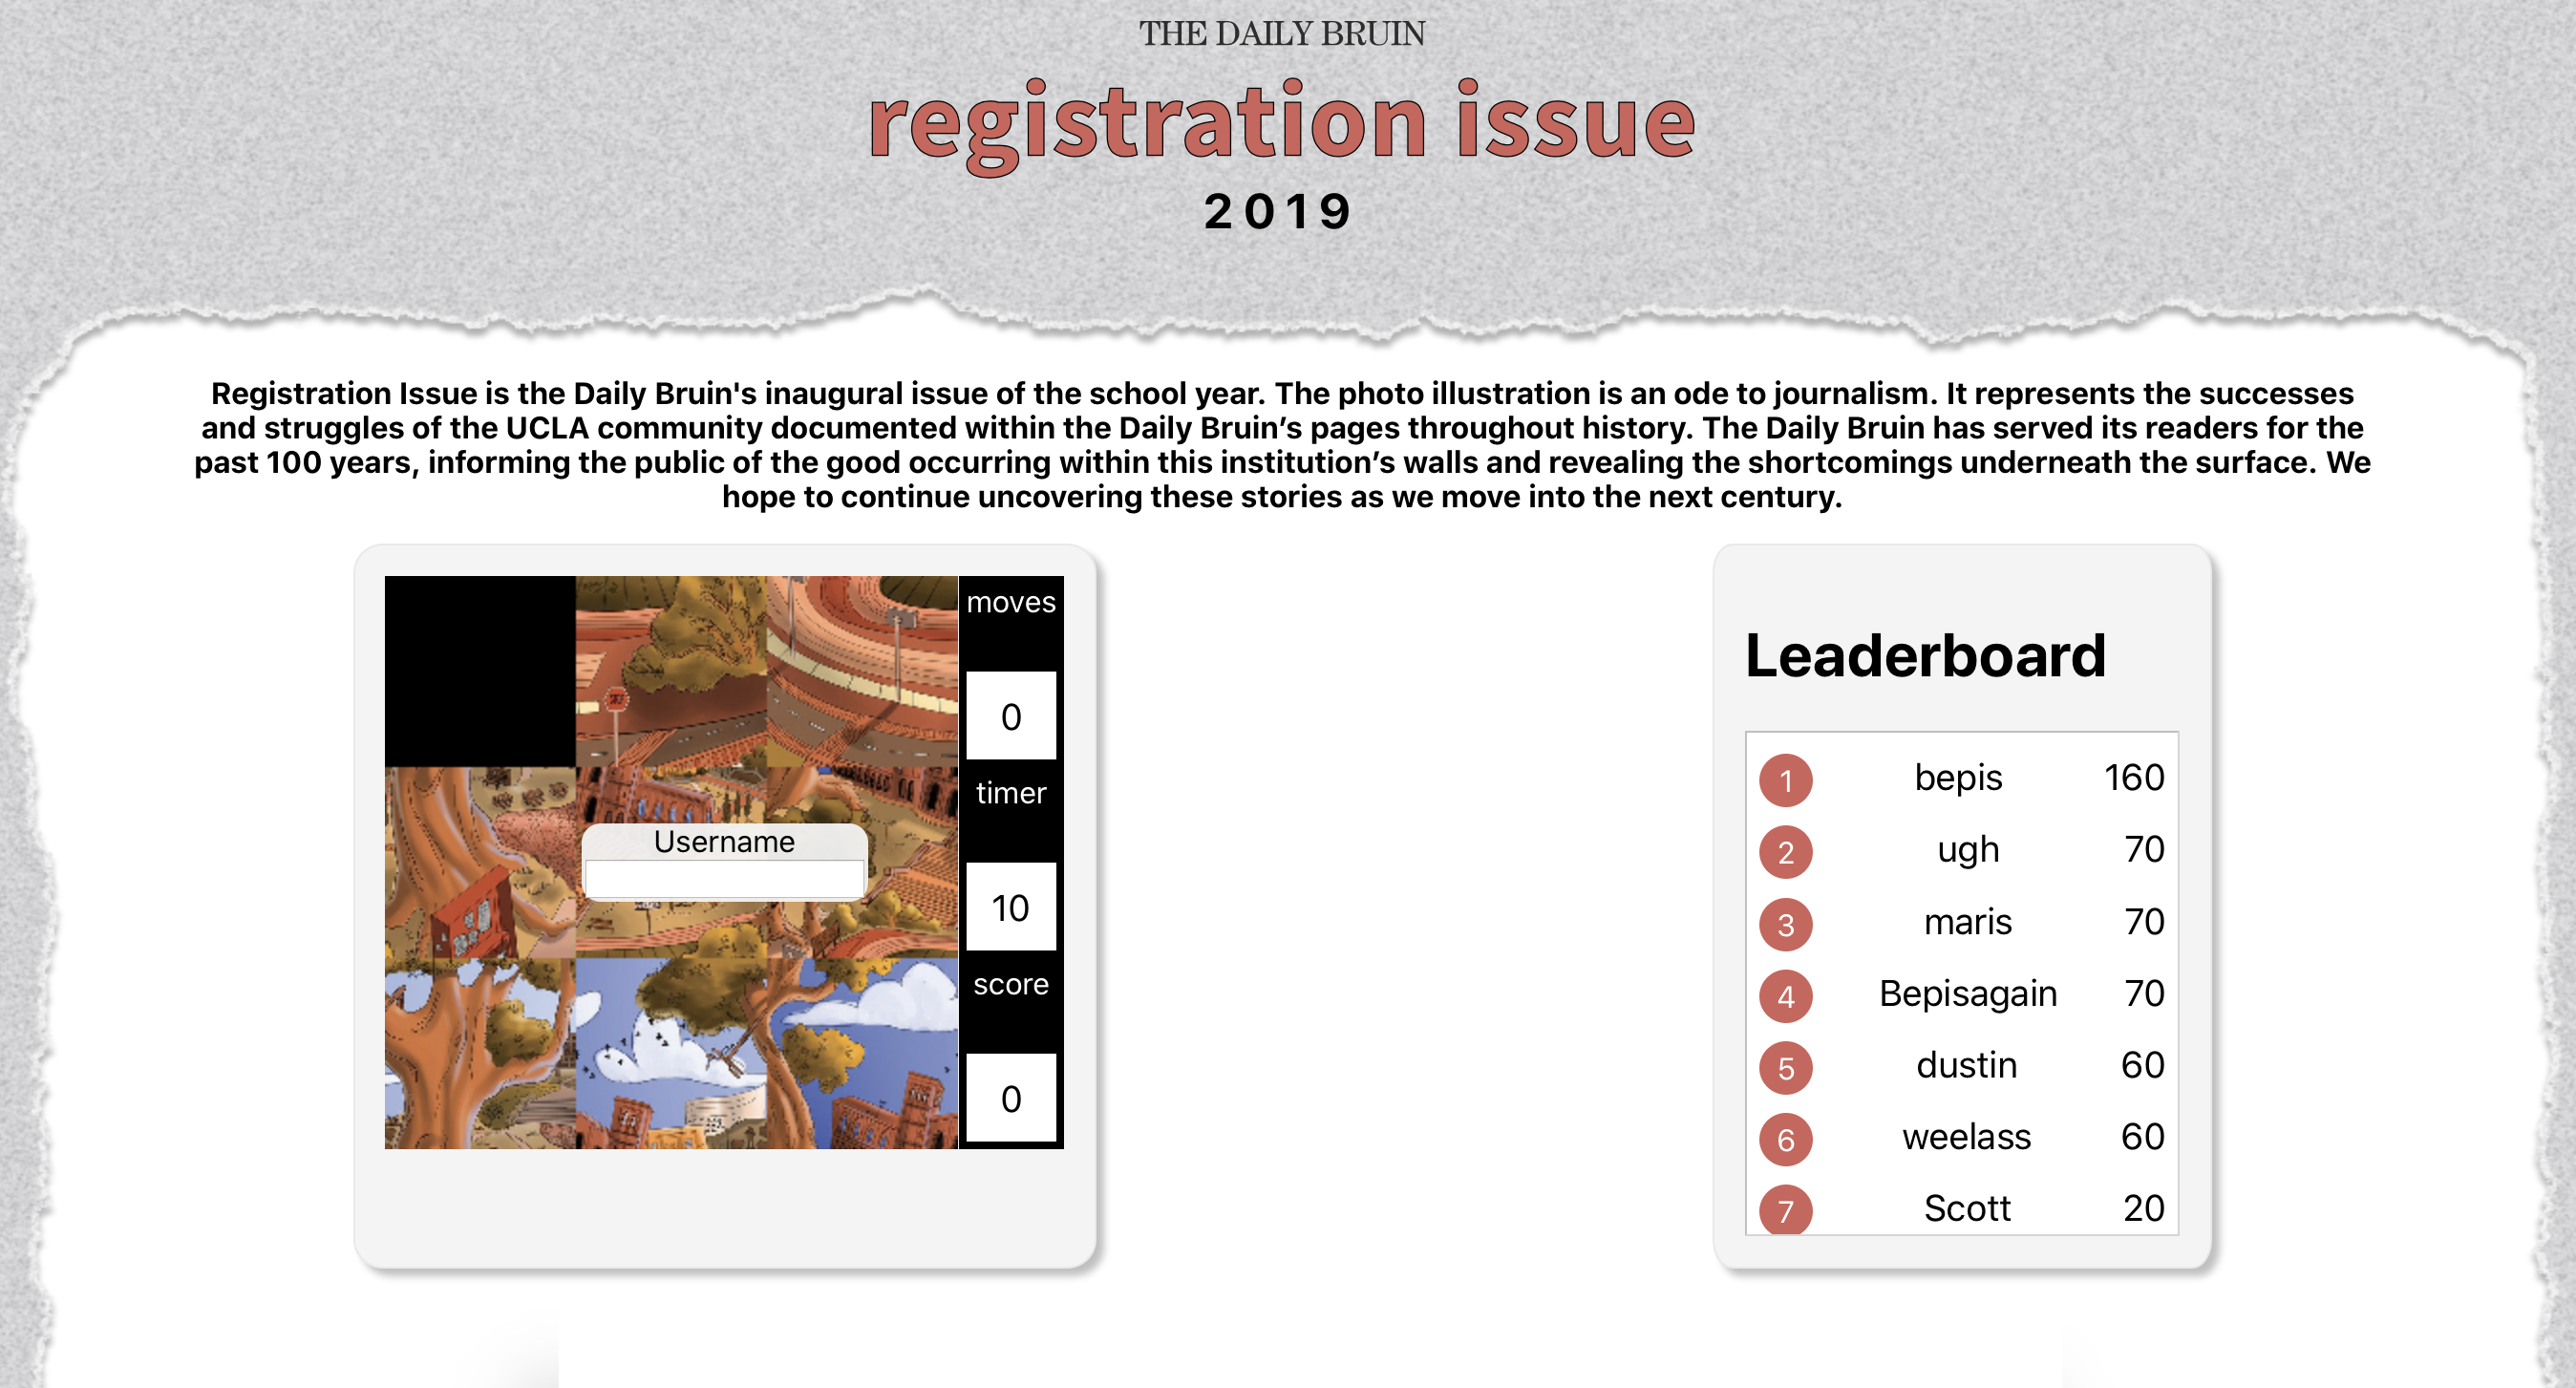 THE DAILY BRUIN
registration issue
2019
Registration Issue is the Daily Bruin's inaugural issue of the school year. The photo illustration is an ode to journalism. It represents the successes
and struggles of the UCLA community documented within the Daily Bruin’s pages throughout history. The Daily Bruin has served its readers for the
past 100 years, informing the public of the good occurring within this institution’s walls and revealing the shortcomings underneath the surface. We
hope to continue uncovering these stories as we move into the next century.
moves
0
timer
10
score
0
Username
Leaderboard
1 bepis 160
2 ugh 70
3 maris 70
4 Bepisagain 70
5 dustin 60
6 weelass 60
7 Scott 20